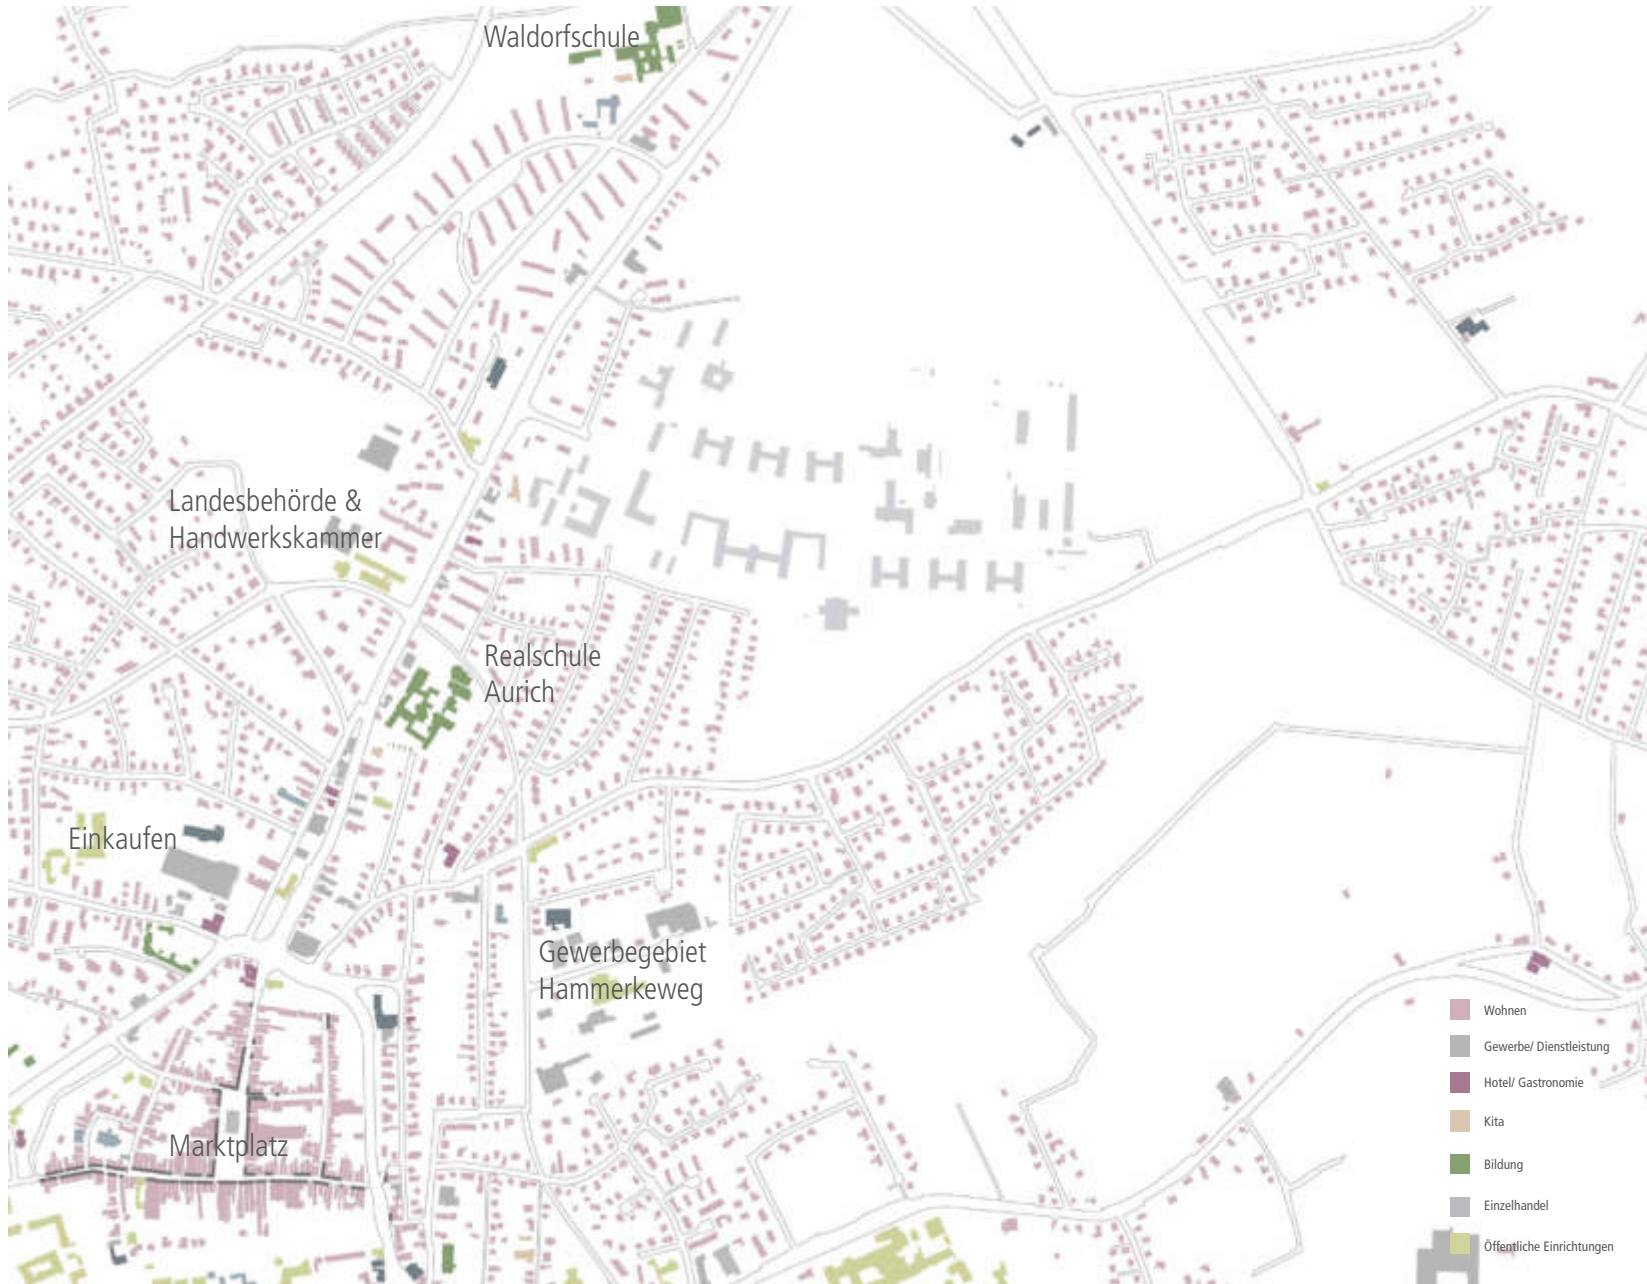 Waldorfschule
Landesbehörde &
Handwerkskammer
Realschule
Aurich
Einkaufen
Gewerbegebiet
Hammerkeweg
Marktplatz
Wohnen
Gewerbe/ Dienstleistung
Hotel/ Gastronomie
Kita
Bildung
Einzelhandel
Öffentliche Einrichtungen